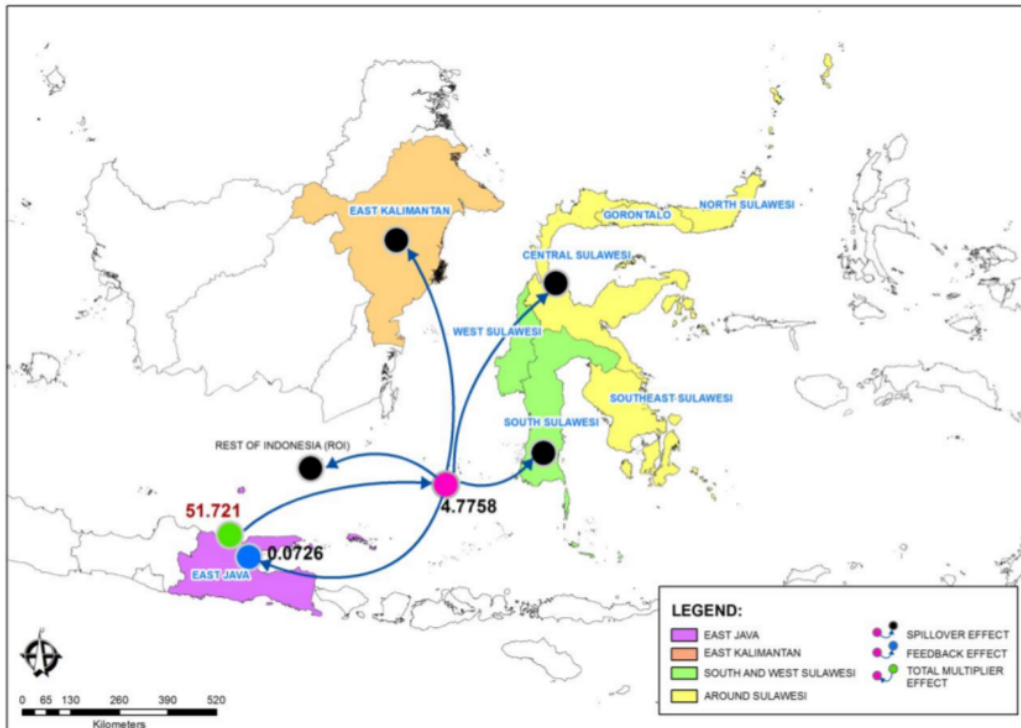 EAST KALIMANTAN
GORONTALO
NORTH SULAWESI
CENTRAL SULAWESI
WEST SULAWESI
SOUTHEAST SULAWESI
SOUTH SULAWESI
REST OF INDONESIA (ROI)
51.721
4.7758
0.0726
EAST JAVA
LEGEND:
EAST JAVA
EAST KALIMANTAN
SOUTH AND WEST SULAWESI
AROUND SULAWESI
SPILLOVER EFFECT
FEEDBACK EFFECT
TOTAL MULTIPLIER
EFFECT
0 65 130 260 390 520
Kilometers